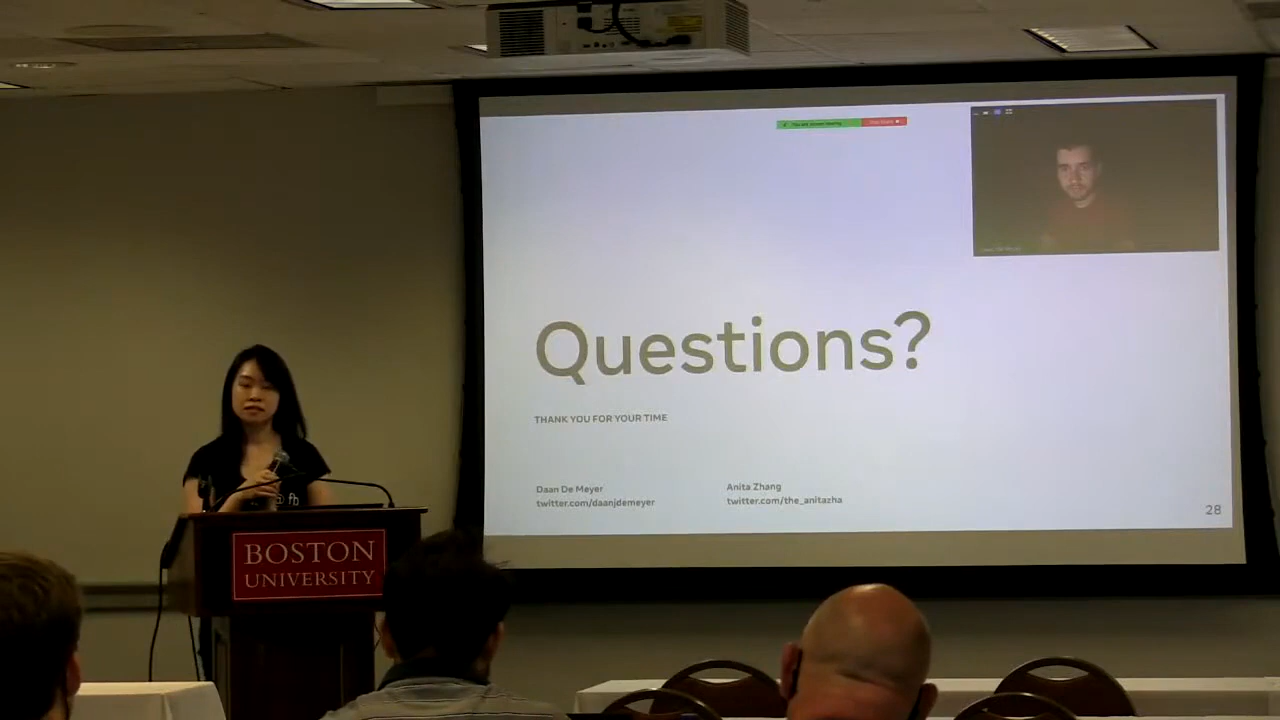 Questions?
THANK YOU FOR YOUR TIME
Daan De Meyer
twitter.com/daanjdemeyer
Anita Zhang
twitter.com/the_anitazha
28
fb
BOSTON
UNIVERSITY